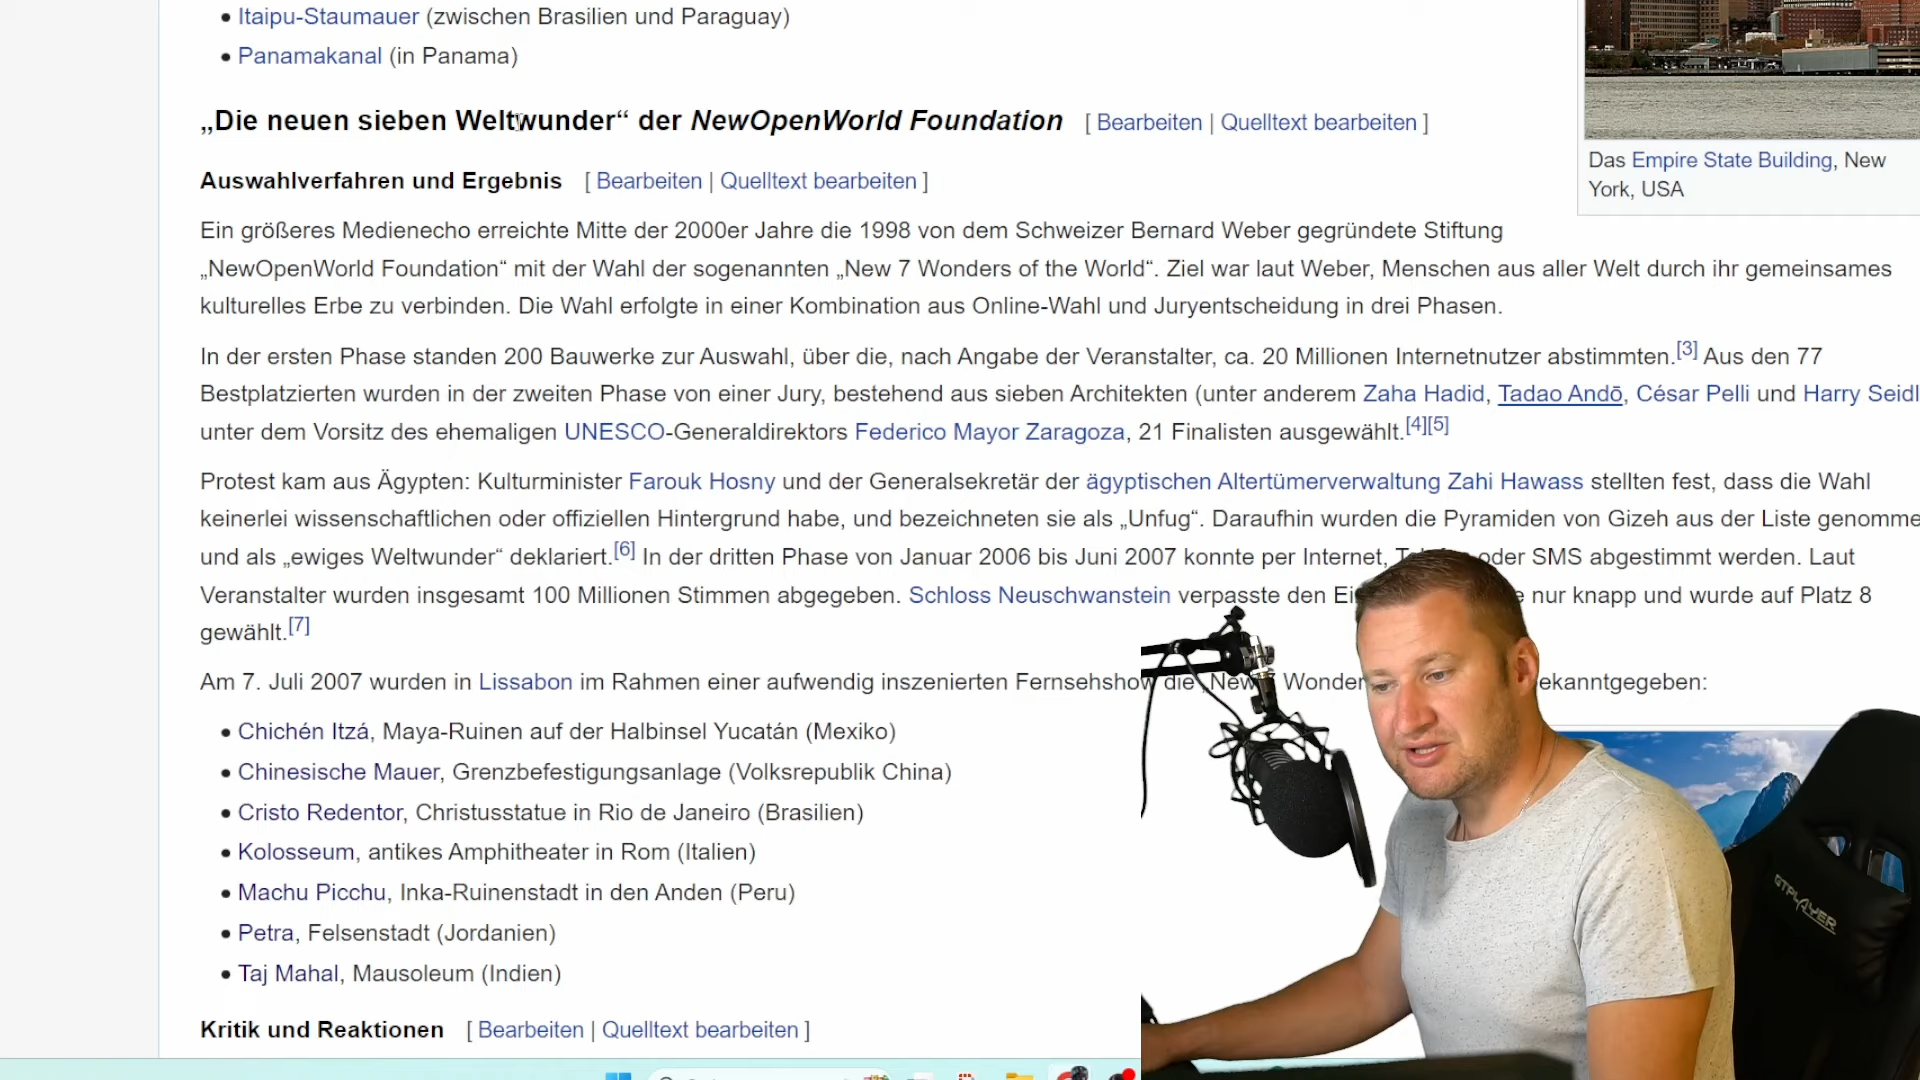 Itaipu-Staumauer (zwischen Brasilien und Paraguay)
Panamakanal (in Panama)
„Die neuen sieben Weltwunder“ der NewOpenWorld Foundation [ Bearbeiten | Quelltext bearbeiten ]
Das Empire State Building, New
York, USA
Auswahlverfahren und Ergebnis [ Bearbeiten | Quelltext bearbeiten ]
Ein größeres Medienecho erreichte Mitte der 2000er Jahre die 1998 von dem Schweizer Bernard Weber gegründete Stiftung
„NewOpenWorld Foundation“ mit der Wahl der sogenannten „New 7 Wonders of the World“. Ziel war laut Weber, Menschen aus aller Welt durch ihr gemeinsames
kulturelles Erbe zu verbinden. Die Wahl erfolgte in einer Kombination aus Online-Wahl und Juryentscheidung in drei Phasen.
In der ersten Phase standen 200 Bauwerke zur Auswahl, über die, nach Angabe der Veranstalter, ca. 20 Millionen Internetnutzer abstimmten.[3] Aus den 77
Bestplatzierten wurden in der zweiten Phase von einer Jury, bestehend aus sieben Architekten (unter anderem Zaha Hadid, Tadao Andō, César Pelli und Harry Seidl
unter dem Vorsitz des ehemaligen UNESCO-Generaldirektors Federico Mayor Zaragoza, 21 Finalisten ausgewählt.[4][5]
Protest kam aus Ägypten: Kulturminister Farouk Hosny und der Generalsekretär der ägyptischen Altertümerverwaltung Zahi Hawass stellten fest, dass die Wahl
keinerlei wissenschaftlichen oder offiziellen Hintergrund habe, und bezeichneten sie als „Unfug“. Daraufhin wurden die Pyramiden von Gizeh aus der Liste genomme
und als „ewiges Weltwunder“ deklariert.[6] In der dritten Phase von Januar 2006 bis Juni 2007 konnte per Internet, oder SMS abgestimmt werden. Laut
Veranstalter wurden insgesamt 100 Millionen Stimmen abgegeben. Schloss Neuschwanstein verpasste den nur knapp und wurde auf Platz 8
gewählt.[7]
Am 7. Juli 2007 wurden in Lissabon im Rahmen einer aufwendig inszenierten Fernsehshow die „New Wonder ekanntgegeben:
Chichén Itzá, Maya-Ruinen auf der Halbinsel Yucatán (Mexiko)
Chinesische Mauer, Grenzbefestigungsanlage (Volksrepublik China)
Cristo Redentor, Christusstatue in Rio de Janeiro (Brasilien)
Kolosseum, antikes Amphitheater in Rom (Italien)
Machu Picchu, Inka-Ruinenstadt in den Anden (Peru)
Petra, Felsenstadt (Jordanien)
Taj Mahal, Mausoleum (Indien)
Kritik und Reaktionen [ Bearbeiten | Quelltext bearbeiten ]
GTPLAYER